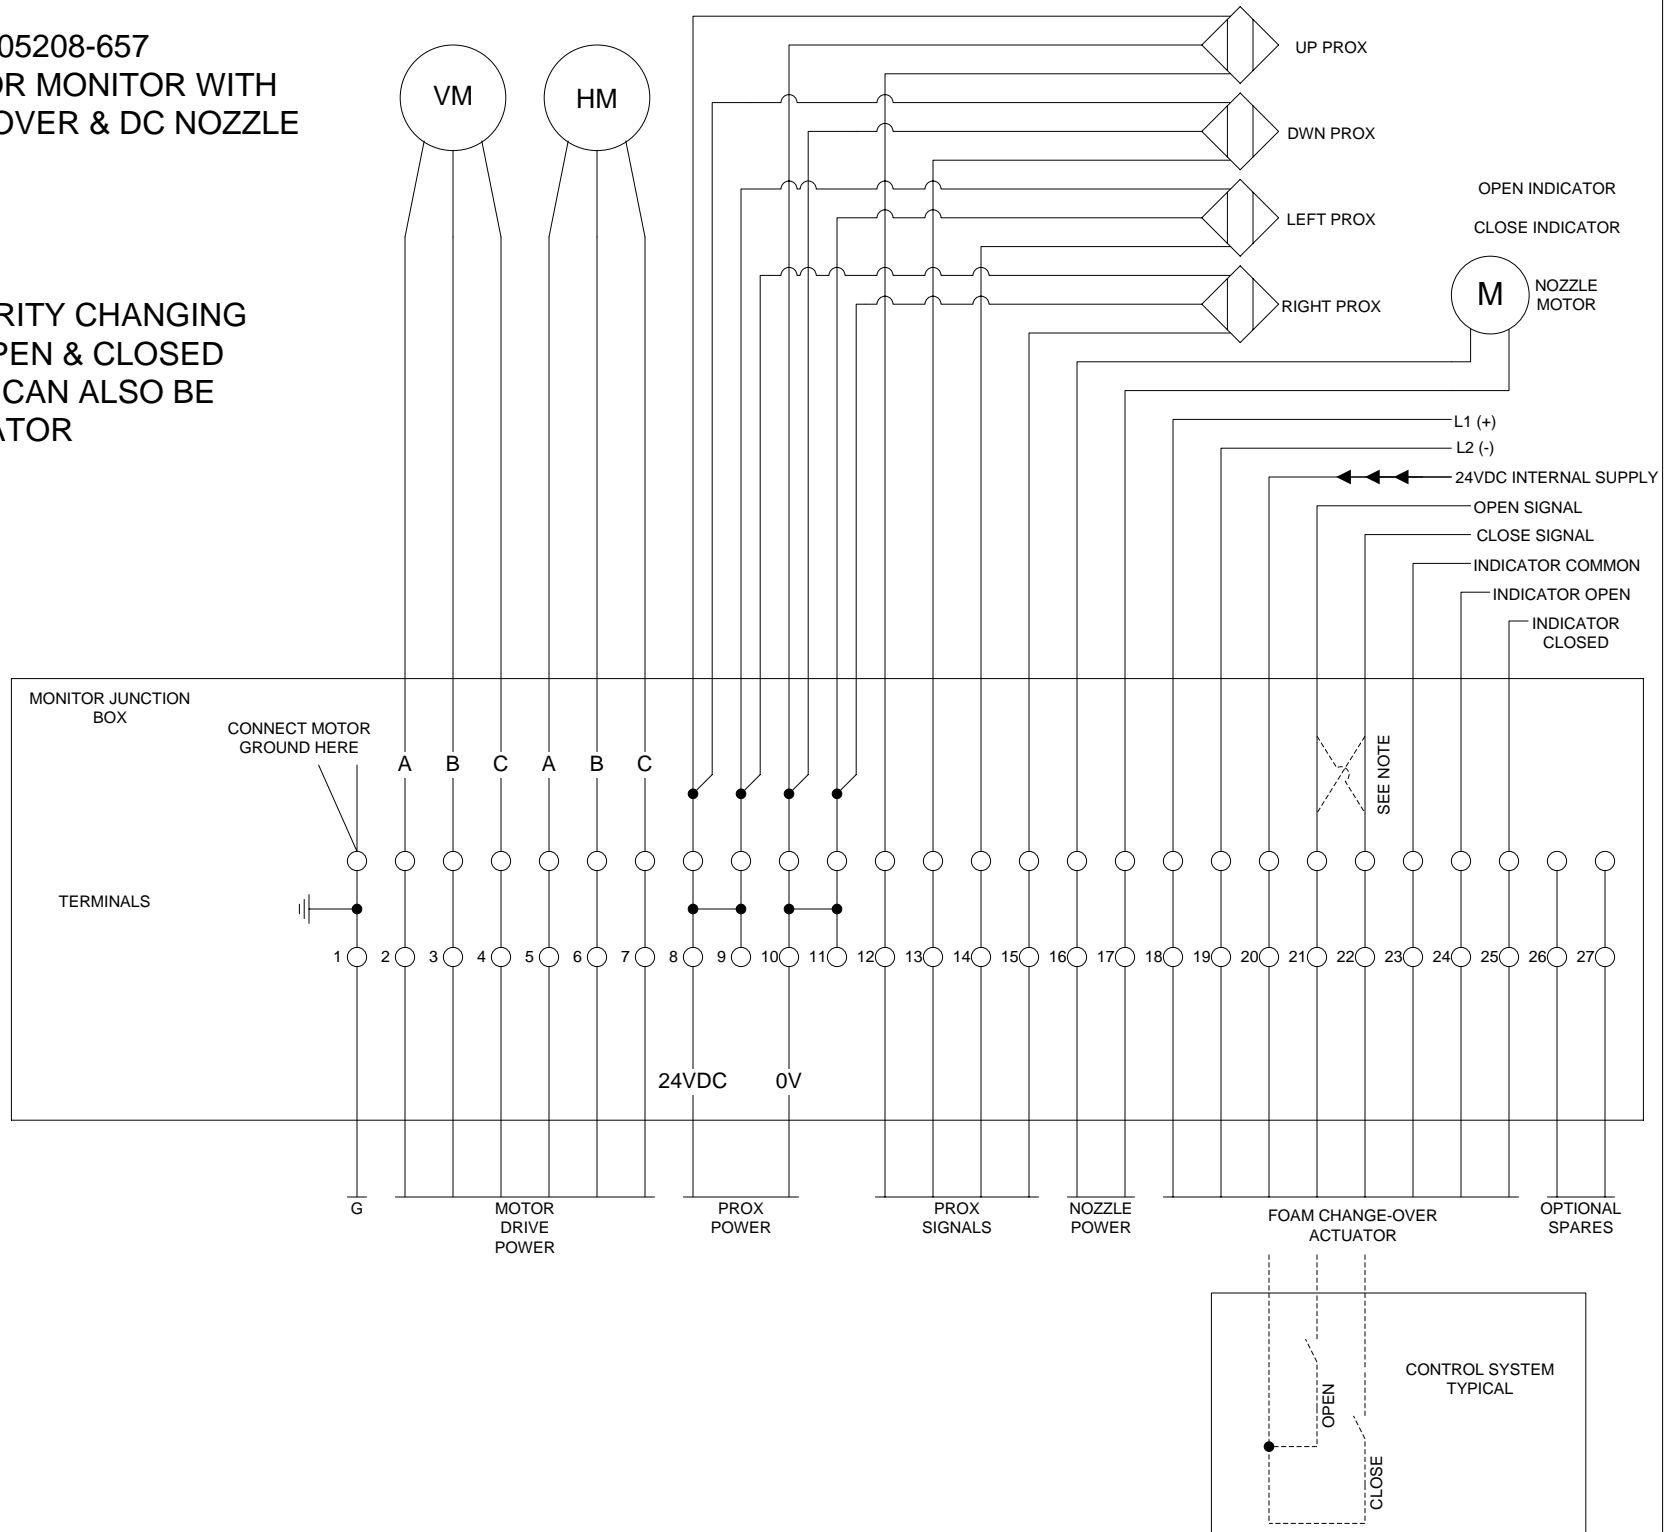 05208-657
OR MONITOR WITH
OVER & DC NOZZLE
RITY CHANGING
PEN & CLOSED
CAN ALSO BE
ATOR
VM
HM
UP PROX
DWN PROX
LEFT PROX
RIGHT PROX
OPEN INDICATOR
CLOSE INDICATOR
M
NOZZLE
MOTOR
L1 (+)
L2 (-)
24VDC INTERNAL SUPPLY
OPEN SIGNAL
CLOSE SIGNAL
INDICATOR COMMON
INDICATOR OPEN
INDICATOR
CLOSED
MONITOR JUNCTION
BOX
CONNECT MOTOR
GROUND HERE
A B C A B C
SEE NOTE
TERMINALS
1 2 3 4 5 6 7 8 9 10 11 12 13 14 15 16 17 18 19 20 21 22 23 24 25 26 27
24VDC 0V
G
MOTOR
DRIVE
POWER
PROX
POWER
PROX
SIGNALS
NOZZLE
POWER
FOAM CHANGE-OVER
ACTUATOR
OPTIONAL
SPARES
CONTROL SYSTEM
TYPICAL
OPEN
CLOSE